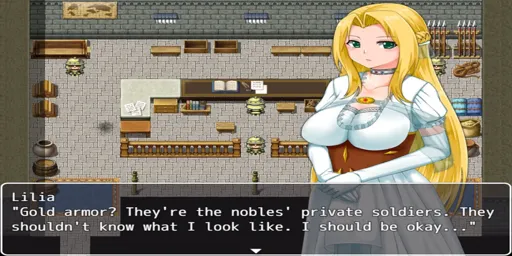 Lilia
"Gold armor? They're the nobles' private soldiers. They
shouldn't know what I look like. I should be okay..."